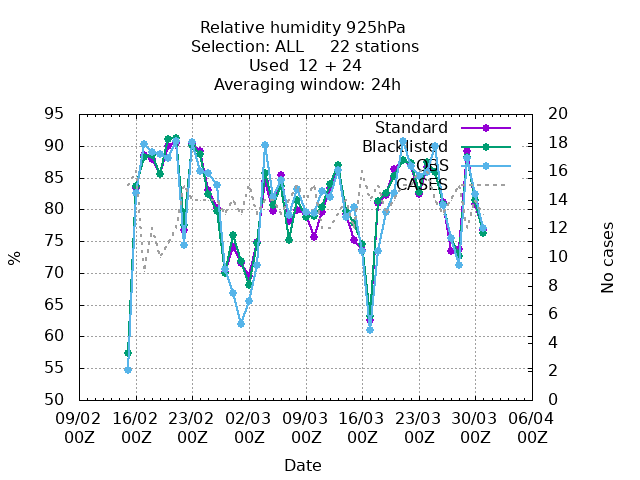 Relative humidity 925hPa
Selection: ALL 22 stations
Used 12 + 24
Averaging window: 24h
Standard
Blacklisted
OBS
CASES
95
90
85
80
75
70
65
60
55
50
%
20
18
16
14
12
10
8
6
4
2
0
No cases
09/02 16/02 23/02 02/03 09/03 16/03 23/03 30/03 06/04
00Z 00Z 00Z 00Z 00Z 00Z 00Z 00Z 00Z
Date